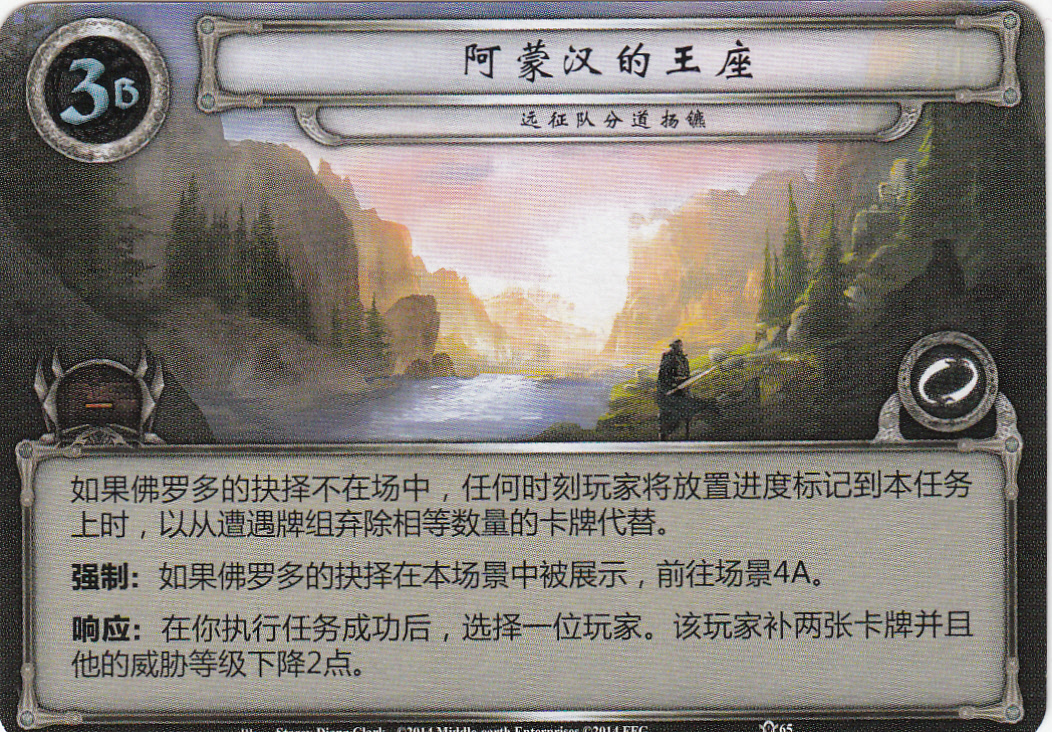 3B
阿蒙汉的王座
远征队分道扬镳
–
如果佛罗多的抉择不在场中，任何时刻玩家将放置进度标记到本任务
上时，以从遭遇牌组弃除相等数量的卡牌代替。
强制：如果佛罗多的抉择在本场景中被展示，前往场景4A。
响应：在你执行任务成功后，选择一位玩家。该玩家补两张卡牌并且
他的威胁等级下降2点。
©2014 Middle-earth Enterprises ©2014 FFG
65